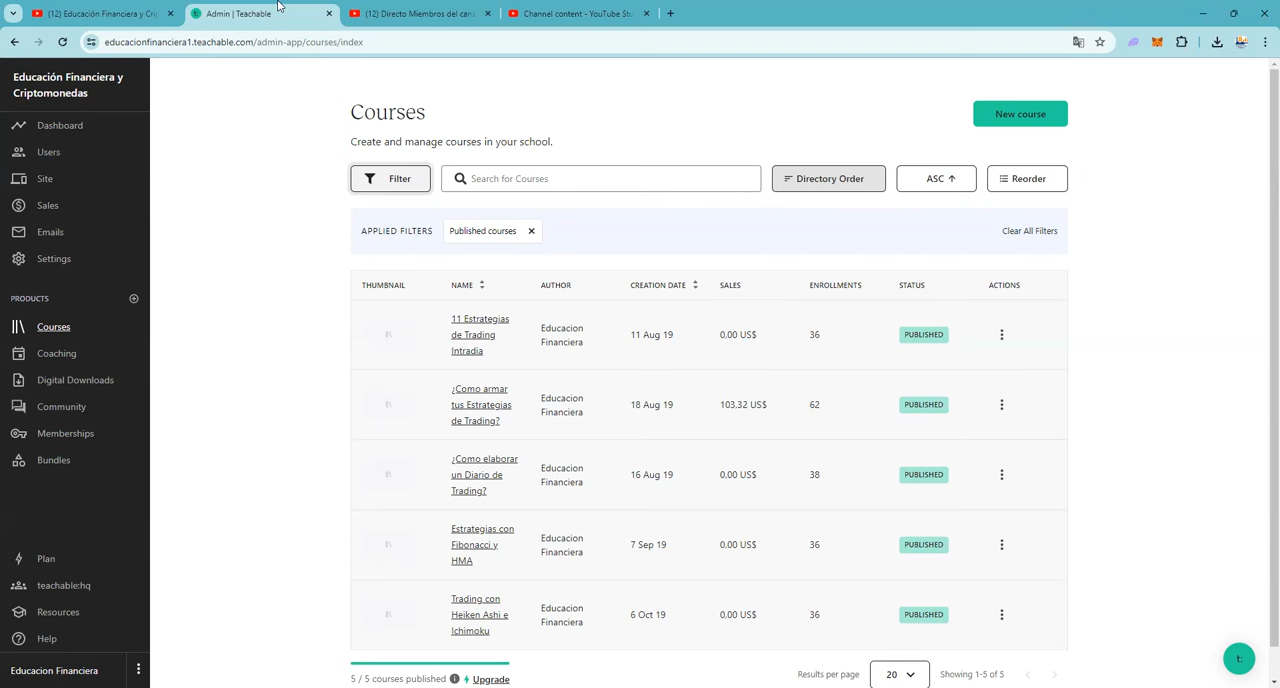 (12) Educación Financiera y Crip
Admin | Teachable
(12) Directo Miembros del cana
Channel content - YouTube Stu
educacionfinanciera1.teachable.com/admin-app/courses/index
Educación Financiera y
Criptomonedas
Dashboard
Users
Site
Sales
Emails
Settings
PRODUCTS
Courses
Coaching
Digital Downloads
Community
Memberships
Bundles
Plan
teachable:hq
Resources
Help
Educacion Financiera
Courses
New course
Create and manage courses in your school.
Filter
Search for Courses
Directory Order
ASC
Reorder
APPLIED FILTERS
Published courses
Clear All Filters
THUMBNAIL NAME AUTHOR CREATION DATE SALES ENROLLMENTS STATUS ACTIONS
11 Estrategias
de Trading
Intradia
Educacion
Financiera
11 Aug 19
0,00 US$
36
PUBLISHED
¿Como armar
tus Estrategias
de Trading?
Educacion
Financiera
18 Aug 19
103,32 US$
62
PUBLISHED
¿Como elaborar
un Diario de
Trading?
Educacion
Financiera
16 Aug 19
0,00 US$
38
PUBLISHED
Estrategias con
Fibonacci y
HMA
Educacion
Financiera
7 Sep 19
0,00 US$
36
PUBLISHED
Trading con
Heiken Ashi e
Ichimoku
Educacion
Financiera
6 Oct 19
0,00 US$
36
PUBLISHED
5 / 5 courses published
Upgrade
Results per page
20
Showing 1-5 of 5
t: